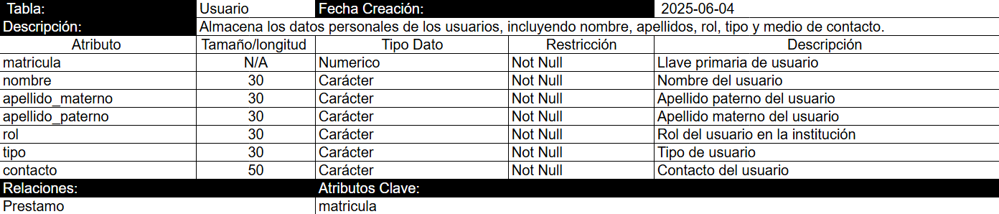 Tabla: Usuario Fecha Creación: 2025-06-04
Descripción: Almacena los datos personales de los usuarios, incluyendo nombre, apellidos, rol, tipo y medio de contacto.
Atributo Tamaño/longitud Tipo Dato Restricción Descripción
matricula N/A Numerico Not Null Llave primaria de usuario
nombre 30 Carácter Not Null Nombre del usuario
apellido_materno 30 Carácter Not Null Apellido paterno del usuario
apellido_paterno 30 Carácter Not Null Apellido materno del usuario
rol 30 Carácter Not Null Rol del usuario en la institución
tipo 30 Carácter Not Null Tipo de usuario
contacto 50 Carácter Not Null Contacto del usuario
Relaciones: Atributos Clave:
Prestamo matricula